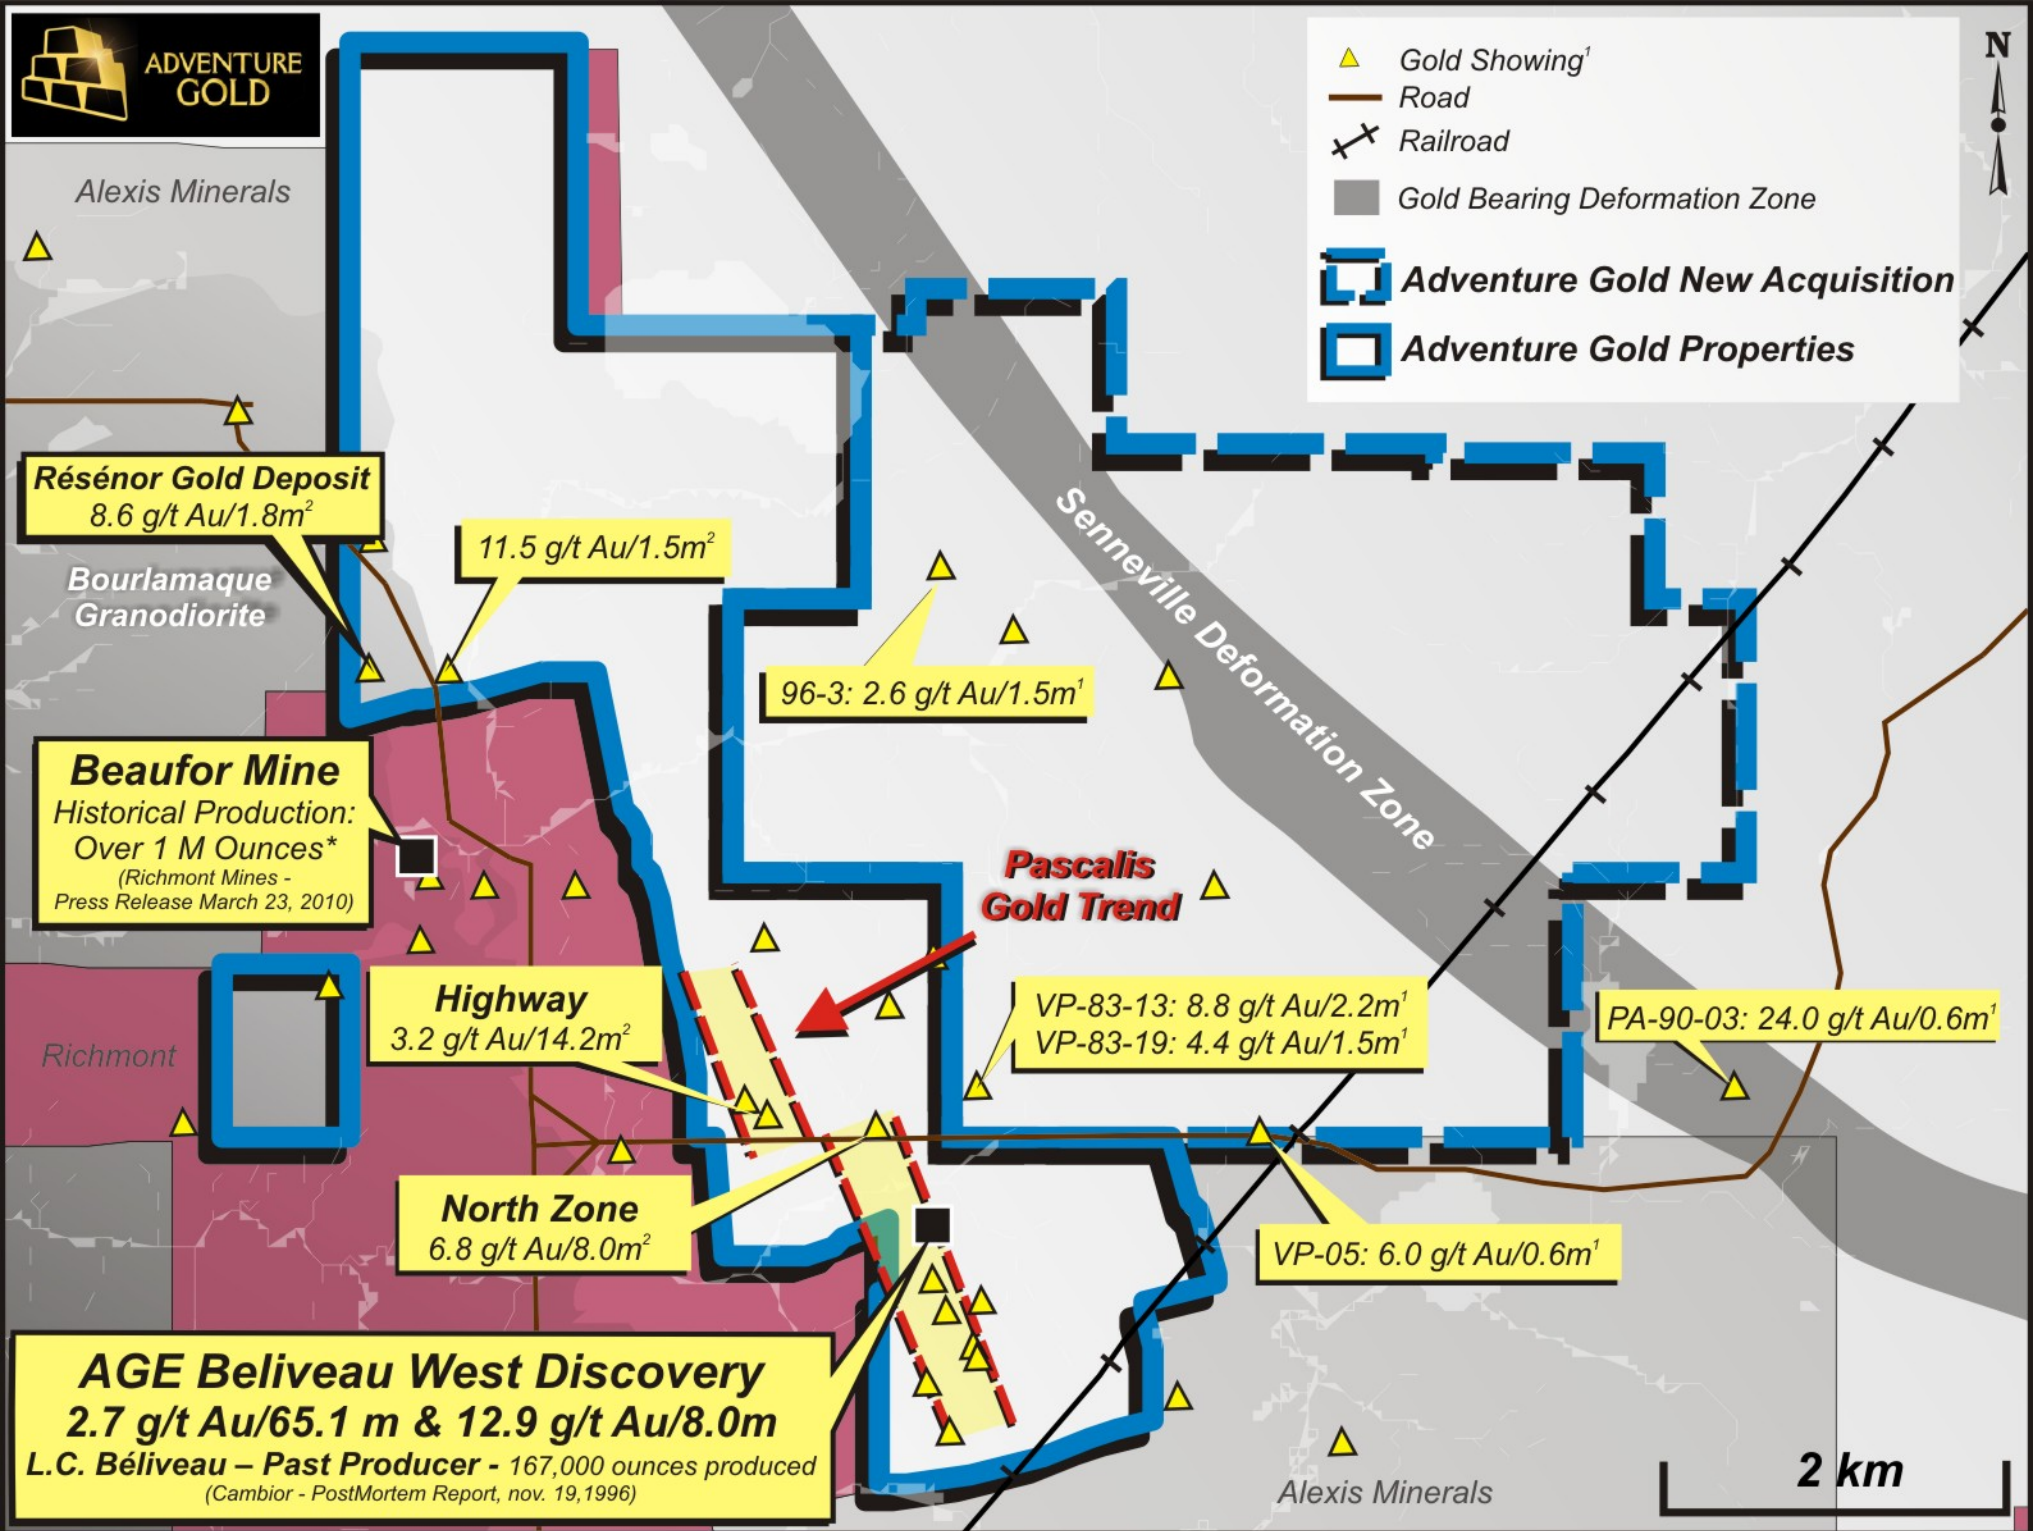 ADVENTURE
GOLD
Gold Showing¹
Road
Railroad
Gold Bearing Deformation Zone
Adventure Gold New Acquisition
Adventure Gold Properties
N
Alexis Minerals
Résénor Gold Deposit
8.6 g/t Au/1.8m²
11.5 g/t Au/1.5m²
Bourlamaque
Granodiorite
Senneville Deformation Zone
96-3: 2.6 g/t Au/1.5m¹
Beaufor Mine
Historical Production:
Over 1 M Ounces*
(Richmont Mines -
Press Release March 23, 2010)
Pascalis
Gold Trend
Highway
3.2 g/t Au/14.2m²
VP-83-13: 8.8 g/t Au/2.2m¹
VP-83-19: 4.4 g/t Au/1.5m¹
PA-90-03: 24.0 g/t Au/0.6m¹
Richmont
North Zone
6.8 g/t Au/8.0m²
VP-05: 6.0 g/t Au/0.6m¹
AGE Beliveau West Discovery
2.7 g/t Au/65.1 m & 12.9 g/t Au/8.0m
L.C. Béliveau – Past Producer - 167,000 ounces produced
(Cambior - PostMortem Report, nov. 19,1996)
Alexis Minerals
2 km